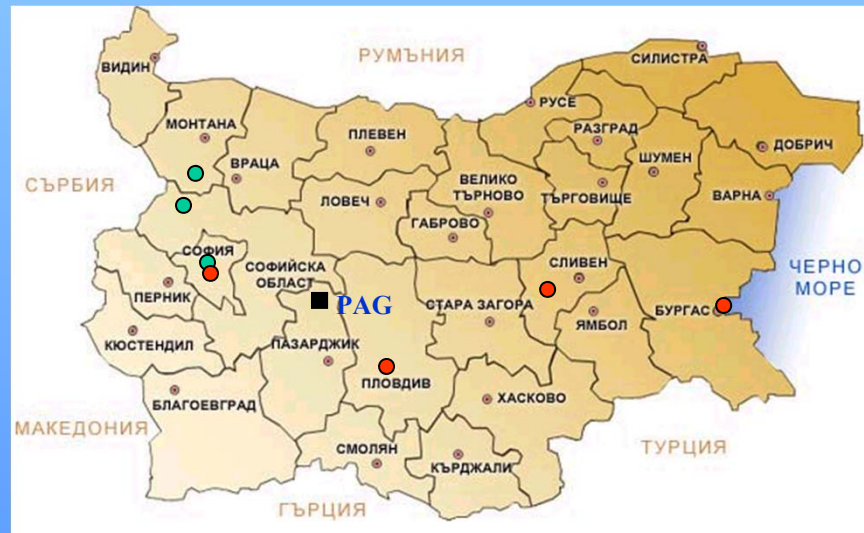 РУМЪНИЯ
СИЛИСТРА
ВИДИН
РУСЕ
МОНТАНА
ПЛЕВЕН
РАЗГРАД
ДОБРИЧ
ШУМЕН
ВРАЦА
СЪРБИЯ
ВЕЛИКО
ТЪРНОВО
ЛОВЕЧ
ТЪРГОВИЩЕ
ВАРНА
ГАБРОВО
СОФИЯ
СОФИЙСКА
ОБЛАСТ
СЛИВЕН
ЧЕРНО
МОРЕ
ПЕРНИК
PAG
СТАРА ЗАГОРА
БУРГАС
ЯМБОЛ
КЮСТЕНДИЛ
ПАЗАРДЖИК
ПЛОВДИВ
ХАСКОВО
БЛАГОЕВГРАД
МАКЕДОНИЯ
СМОЛЯН
ТУРЦИЯ
КЪРДЖАЛИ
ГЪРЦИЯ